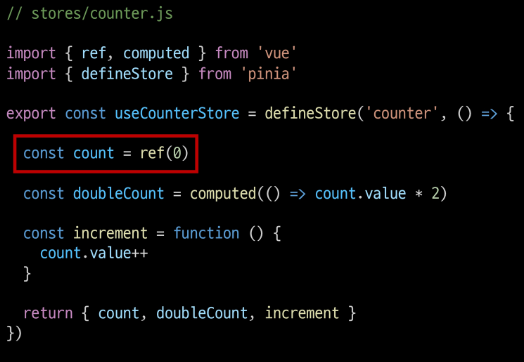 // stores/counter.js
import { ref, computed } from 'vue'
import { defineStore } from 'pinia'
export const useCounterStore = defineStore('counter', () => {
const count = ref(0)
const doubleCount = computed(() => count.value * 2)
const increment = function () {
count.value++
}
return { count, doubleCount, increment }
})